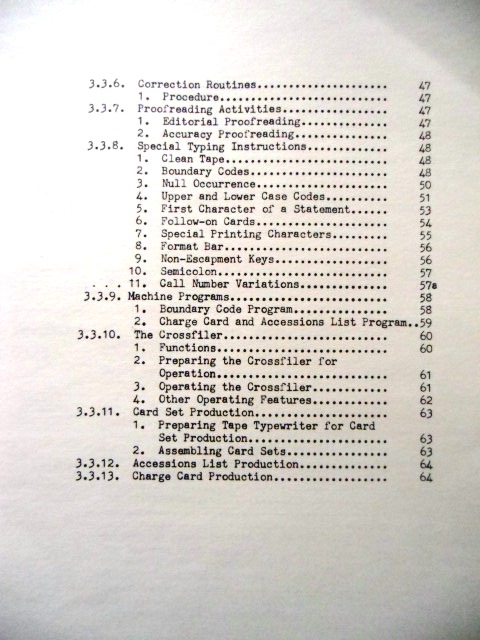 3.3.6. Correction Routines..................... 47
1. Procedure........................... 47
3.3.7. Proofreading Activities................. 47
1. Editorial Proofreading.............. 47
2. Accuracy Proofreading............... 48
3.3.8. Special Typing Instructions............. 48
1. Clean Tape.......................... 48
2. Boundary Codes...................... 48
3. Null Occurrence..................... 50
4. Upper and Lower Case Codes.......... 51
5. First Character of a Statement...... 53
6. Follow-on Cards..................... 54
7. Special Printing Characters......... 55
8. Format Bar.......................... 56
9. Non-Escapment Keys.................. 56
10. Semicolon........................... 57
. . . 11. Call Number Variations.............. 57a
3.3.9. Machine Programs......................... 58
1. Boundary Code Program............... 58
2. Charge Card and Accessions List Program..59
3.3.10. The Crossfiler.......................... 60
1. Functions........................... 60
2. Preparing the Crossfiler for
Operation........................... 61
3. Operating the Crossfiler............ 61
4. Other Operating Features............ 62
3.3.11. Card Set Production..................... 63
1. Preparing Tape Typewriter for Card
Set Production...................... 63
2. Assembling Card Sets................ 63
3.3.12. Accessions List Production.............. 64
3.3.13. Charge Card Production.................. 64